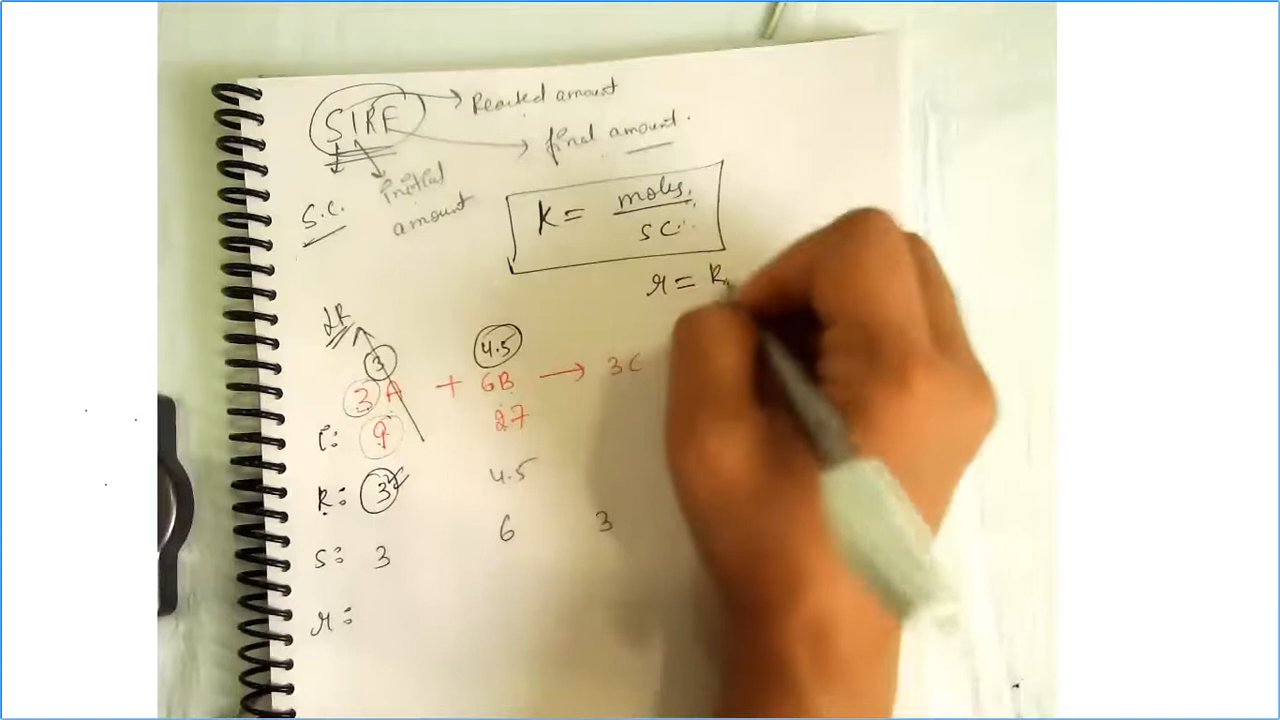 SIRF → Reacted amount
→ final amount.
S.C. initial amount
K = moles / SC
r = K
LR
3 4.5
3A + 6B → 3C
i: 9 27
K: 3 4.5
S: 3 6 3
r: